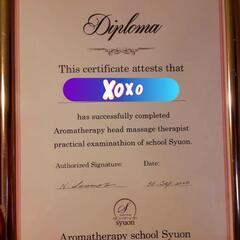 Diploma
This certificate attests that
XOXO
has successfully completed
Aromatherapy head massage therapist
practical examinathion of school Syuon.
Authorized Signature: Date:
syuon
Aromatherapy school Syuon